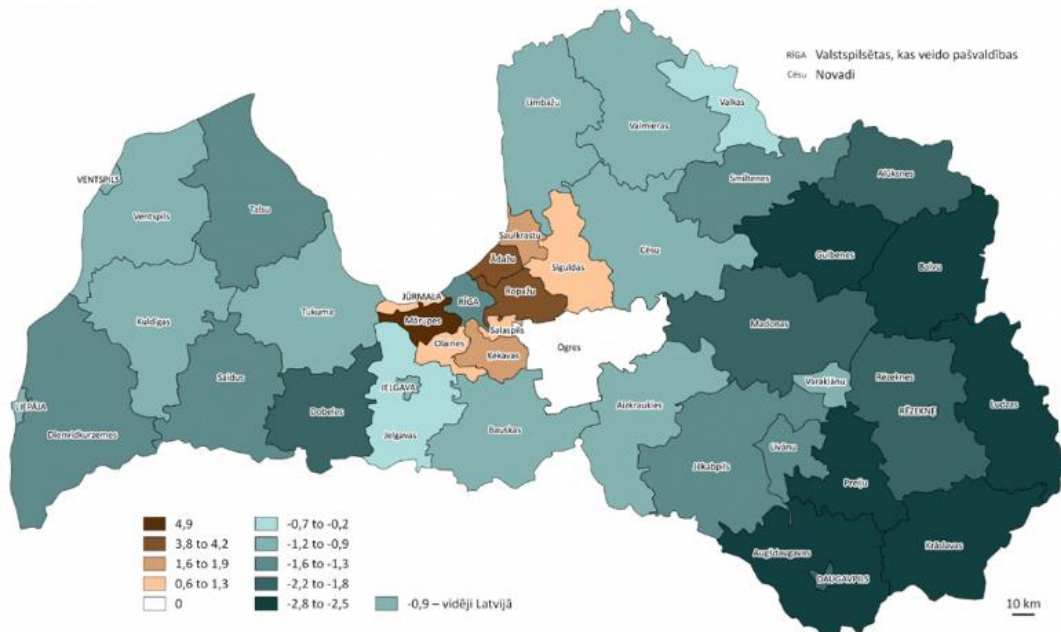 RĪGA Valstspilsētas, kas veido pašvaldības
Cēsu Novadi
Limbažu
Valmieras
Valkas
Smiltenes
Alūksnes
VENTSPILS
Talsu
Ventspils
Saulkrastu
Cēsu
Gulbenes
Balvu
Ādažu
Siguldas
JŪRMALA
RĪGA
Ropažu
Kuldīgas
Tukuma
Mārupes
Salaspils
Madonas
Olaines
Ķekavas
Ogres
Saldus
Varakļānu
Rēzeknes
JELGAVA
RĒZEKNE
LIEPĀJA
Dobeles
Aizkraukles
Ludzas
Dienvidkurzemes
Jelgavas
Bauskas
Līvānu
Jēkabpils
Preiļu
Augšdaugavas
Krāslavas
DAUGAVPILS
4,9
3,8 to 4,2
1,6 to 1,9
0,6 to 1,3
0
-0,7 to -0,2
-1,2 to -0,9
-1,6 to -1,3
-2,2 to -1,8
-2,8 to -2,5
-0,9 – vidēji Latvijā
10 km